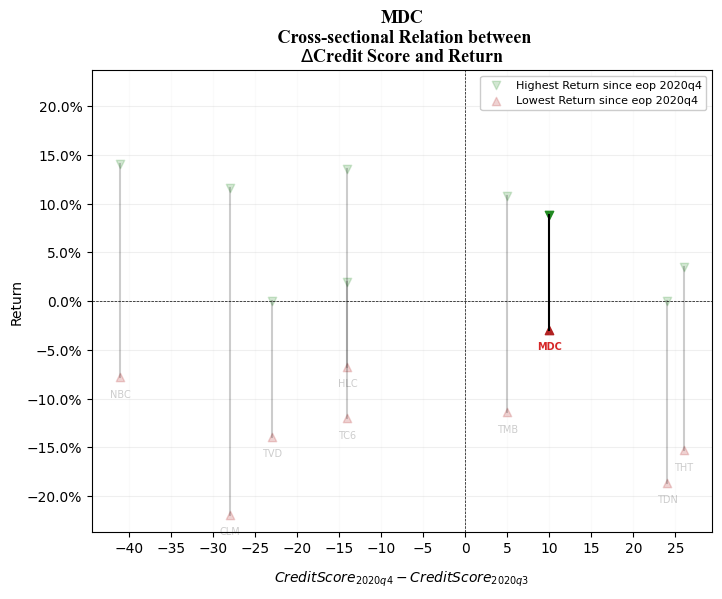 MDC
Cross-sectional Relation between
ΔCredit Score and Return
Highest Return since eop 2020q4
Lowest Return since eop 2020q4
20.0%
15.0%
10.0%
5.0%
0.0%
−5.0%
−10.0%
−15.0%
−20.0%
Return
MDC
HLC
NBC
TMB
TC6
TVD
THT
TDN
CLM
−40 −35 −30 −25 −20 −15 −10 −5 0 5 10 15 20 25
CreditScore2020q4 − CreditScore2020q3